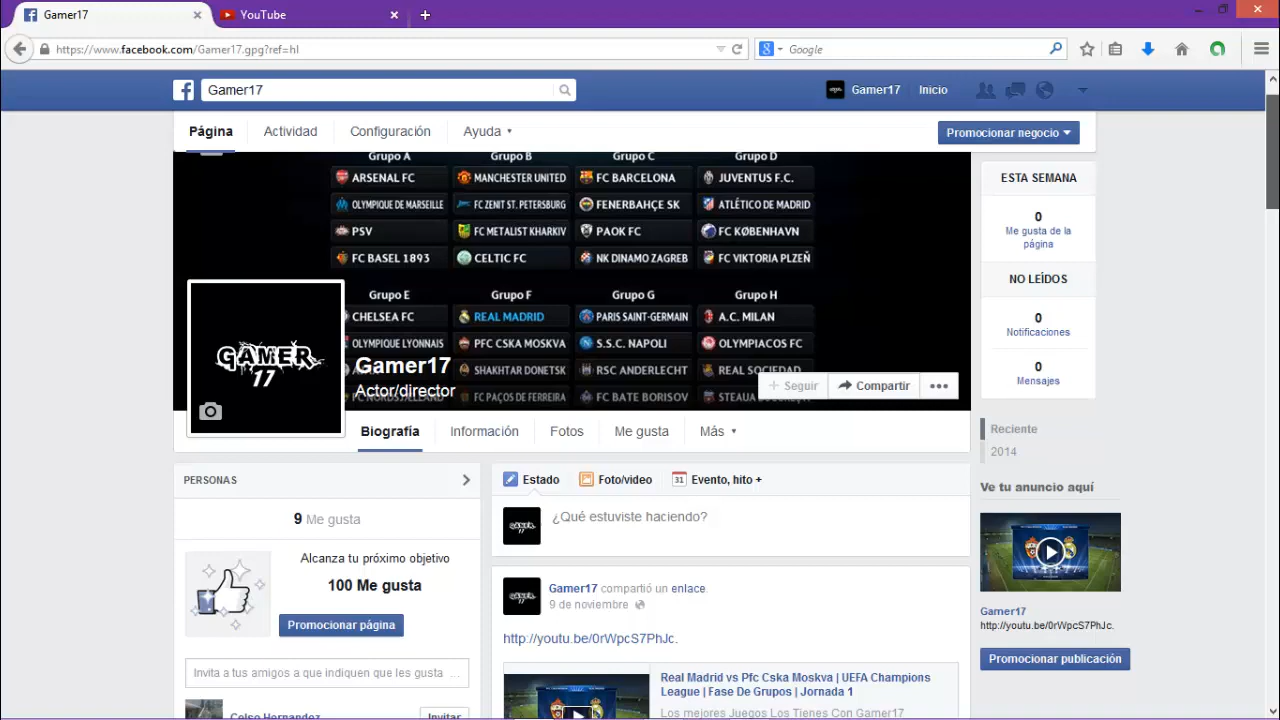 Gamer17
YouTube
https://www.facebook.com/Gamer17.gpg?ref=hl
Google
Gamer17
Gamer17
Inicio
Página
Actividad
Configuración
Ayuda
Promocionar negocio
Grupo A
Grupo B
Grupo C
Grupo D
ARSENAL FC
MANCHESTER UNITED
FC BARCELONA
JUVENTUS F.C.
OLYMPIQUE DE MARSEILLE
FC ZENIT ST. PETERSBURG
FENERBAHÇE SK
ATLÉTICO DE MADRID
PSV
FC METALIST KHARKIV
PAOK FC
FC KØBENHAVN
FC BASEL 1893
CELTIC FC
NK DINAMO ZAGREB
FC VIKTORIA PLZEŇ
Grupo E
Grupo F
Grupo G
Grupo H
CHELSEA FC
REAL MADRID
PARIS SAINT-GERMAIN
A.C. MILAN
OLYMPIQUE LYONNAIS
PFC CSKA MOSKVA
S.S.C. NAPOLI
OLYMPIACOS FC
SHAKHTAR DONETSK
RSC ANDERLECHT
REAL SOCIEDAD
FC PAÇOS DE FERREIRA
FC BATE BORISOV
GAMER
17
Gamer17
Actor/director
Seguir
Compartir
Biografía
Información
Fotos
Me gusta
Más
PERSONAS
9 Me gusta
Alcanza tu próximo objetivo
100 Me gusta
Promocionar página
Invita a tus amigos a que indiquen que les gusta ...
Celso Hernandez
Invitar
Estado
Foto/video
31
Evento, hito +
GAMER
17
¿Qué estuviste haciendo?
GAMER
17
Gamer17 compartió un enlace.
9 de noviembre
http://youtu.be/0rWpcS7PhJc.
Real Madrid vs Pfc Cska Moskva | UEFA Champions
League | Fase De Grupos | Jornada 1
Los mejores Juegos Los Tienes Con Gamer17
ESTA SEMANA
0
Me gusta de la
página
NO LEÍDOS
0
Notificaciones
0
Mensajes
Reciente
2014
Ve tu anuncio aquí
Gamer17
http://youtu.be/0rWpcS7PhJc.
Promocionar publicación